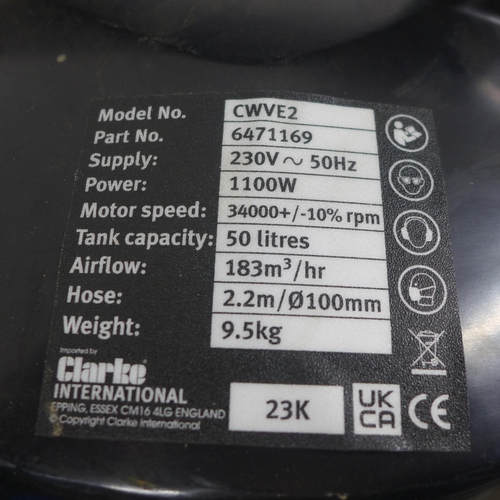 Model No. CWVE2
Part No. 6471169
Supply: 230V ~ 50Hz
Power: 1100W
Motor speed: 34000+/-10% rpm
Tank capacity: 50 litres
Airflow: 183m³/hr
Hose: 2.2m/Ø100mm
Weight: 9.5kg
Imported by
Clarke®
INTERNATIONAL
EPPING, ESSEX CM16 4LG ENGLAND
© Copyright Clarke International
23K
UK
CA
CE